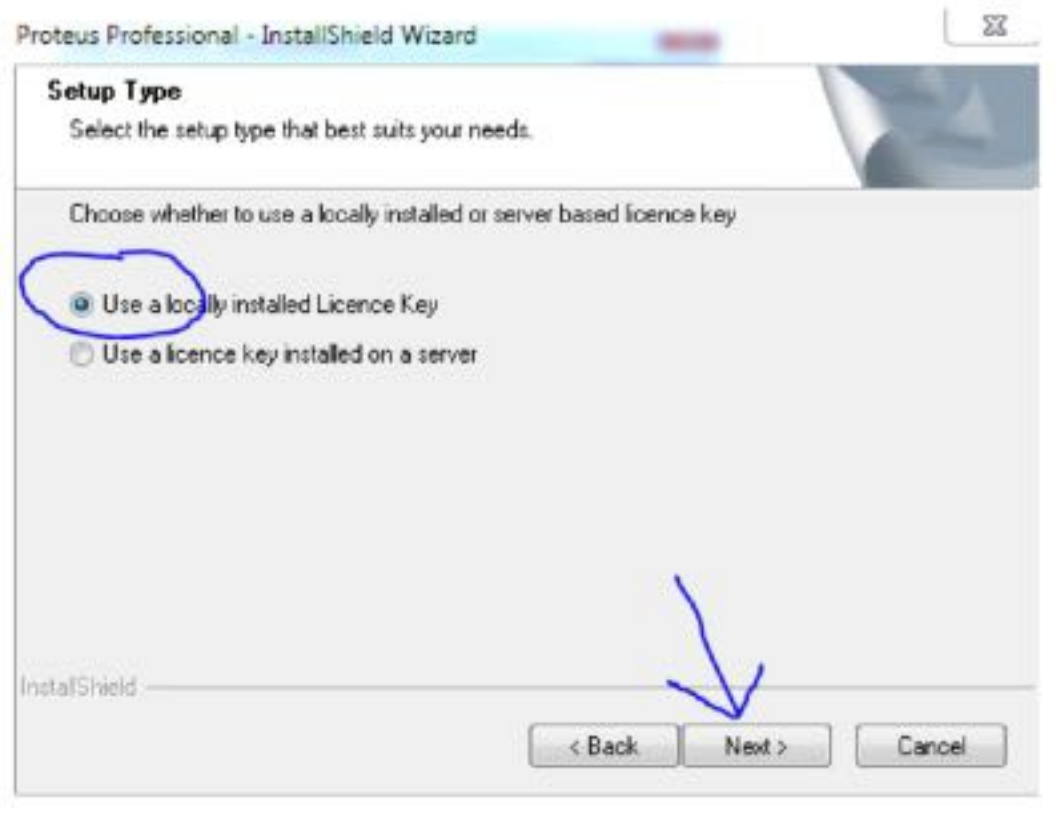 Proteus Professional - InstallShield Wizard
Setup Type
Select the setup type that best suits your needs.
Choose whether to use a locally installed or server based licence key
Use a locally installed Licence Key
Use a licence key installed on a server
InstallShield
< Back
Next >
Cancel